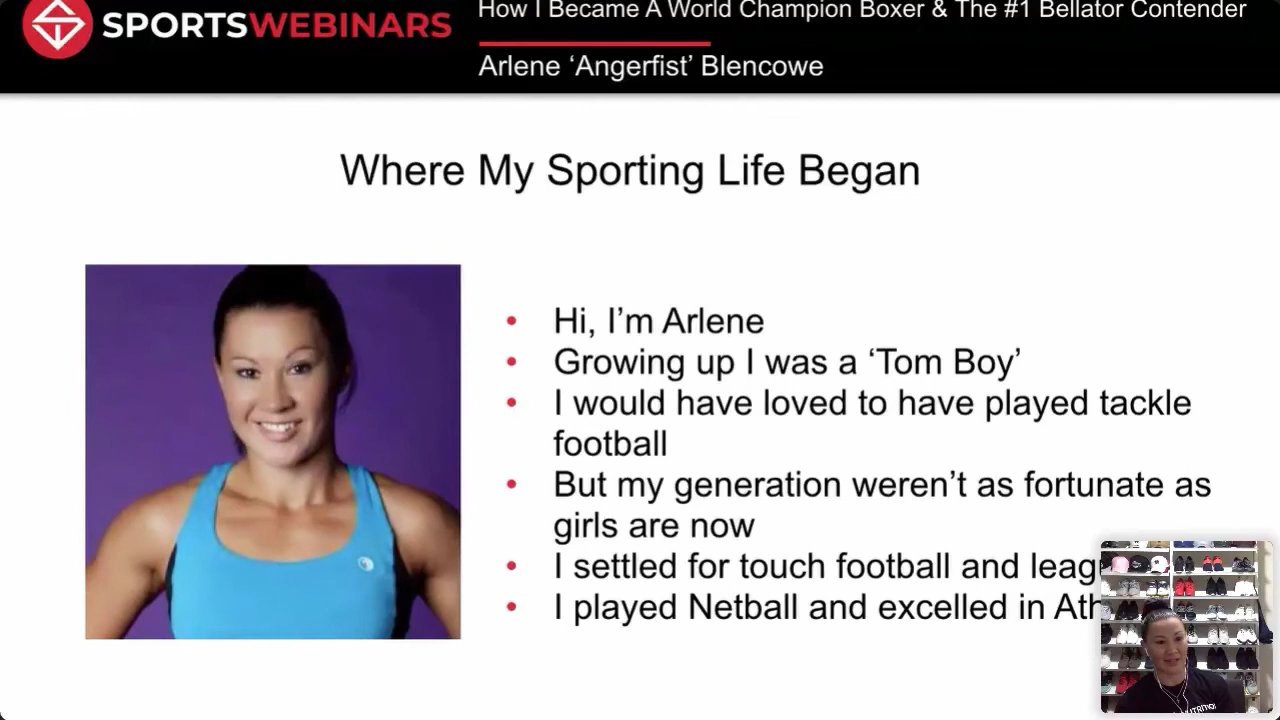 SPORTSWEBINARS
How I Became A World Champion Boxer & The #1 Bellator Contender
Arlene ‘Angerfist’ Blencowe
Where My Sporting Life Began
• Hi, I’m Arlene
• Growing up I was a ‘Tom Boy’
• I would have loved to have played tackle
football
• But my generation weren’t as fortunate as
girls are now
• I settled for touch football and
• I played Netball and excelled in